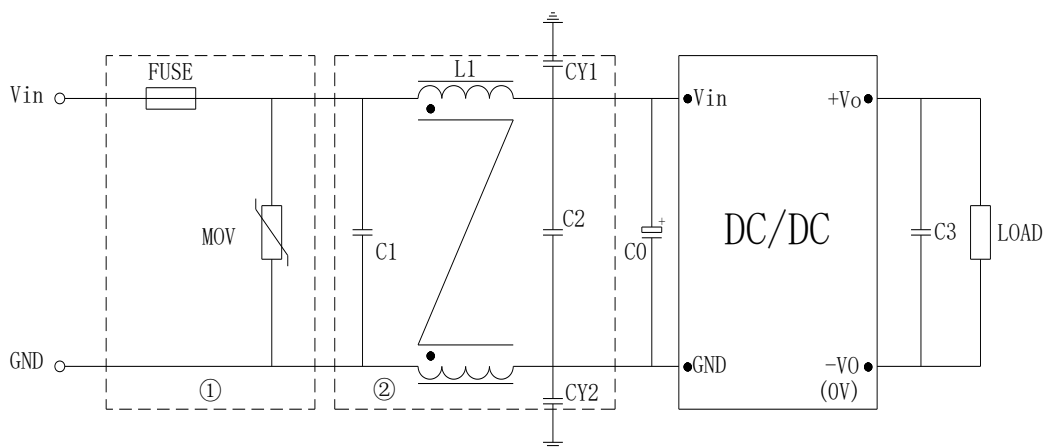 FUSE
L1
CY1
Vin
Vin
+Vo
MOV
C1
C2
C0
+
DC/DC
C3
LOAD
GND
GND
-VO
(0V)
①
②
CY2